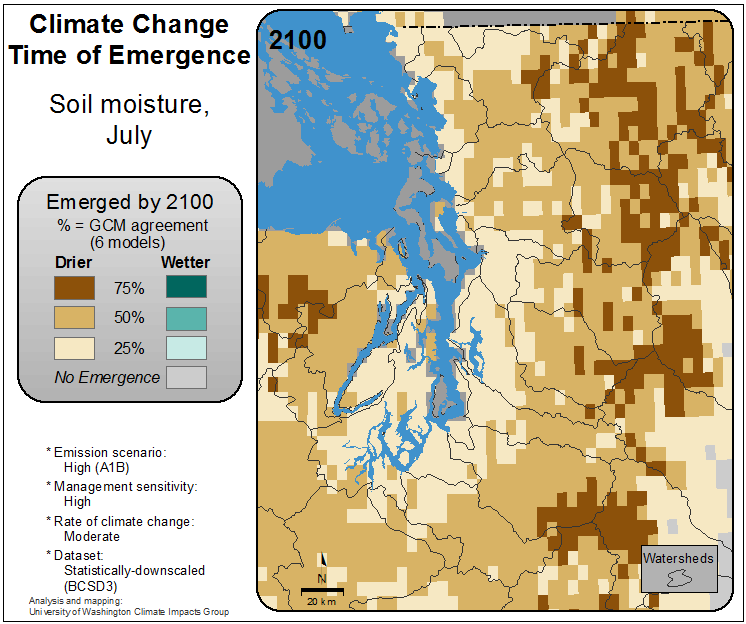 Climate Change
Time of Emergence
Soil moisture,
July
Emerged by 2100
% = GCM agreement
(6 models)
Drier Wetter
75%
50%
25%
No Emergence
* Emission scenario:
High (A1B)
* Management sensitivity:
High
* Rate of climate change:
Moderate
* Dataset:
Statistically-downscaled
(BCSD3)
Analysis and mapping:
University of Washington Climate Impacts Group
2100
N
20 km
Watersheds